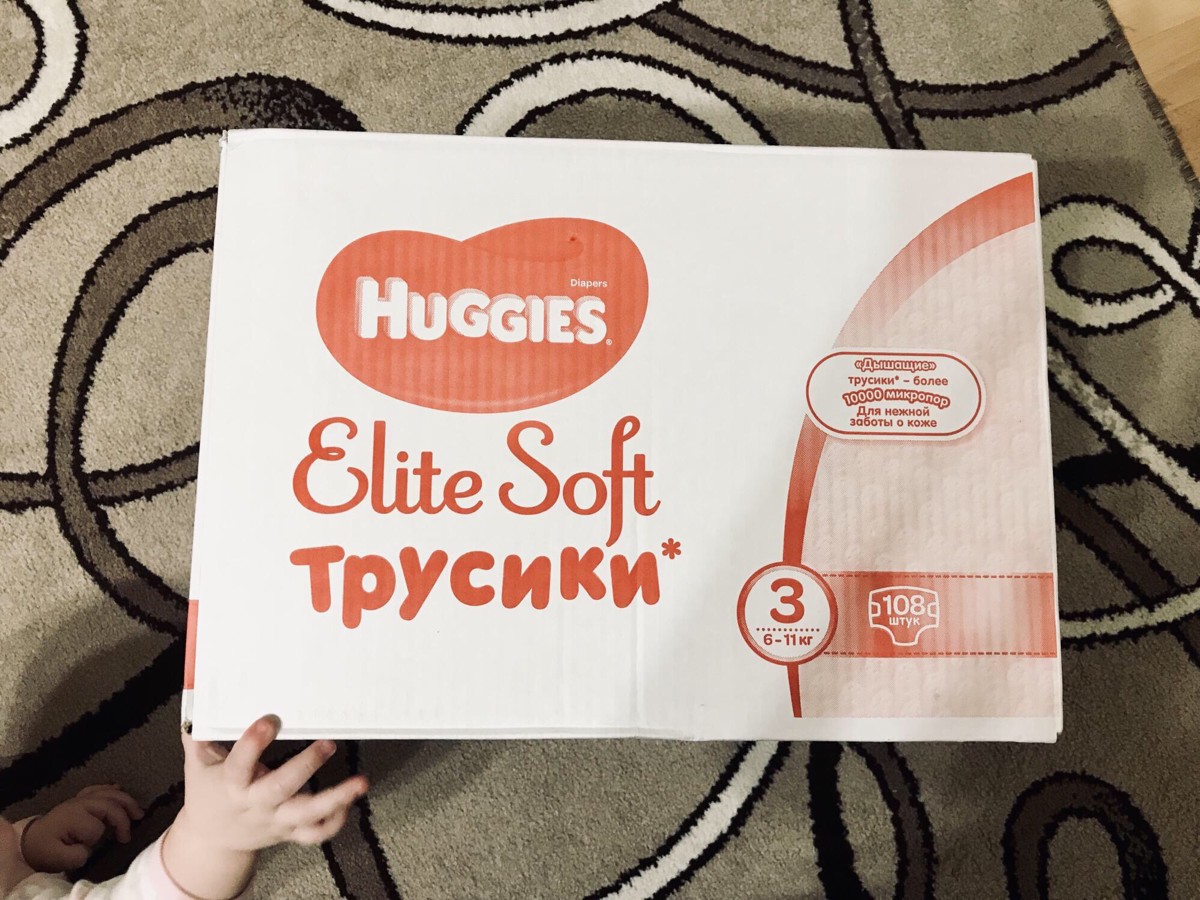 Diapers
HUGGIES®
Elite Soft
трусики*
«Дышащие»
трусики* – более
10000 микропор
Для нежной
заботы о коже
3
6–11 кг
108
штук